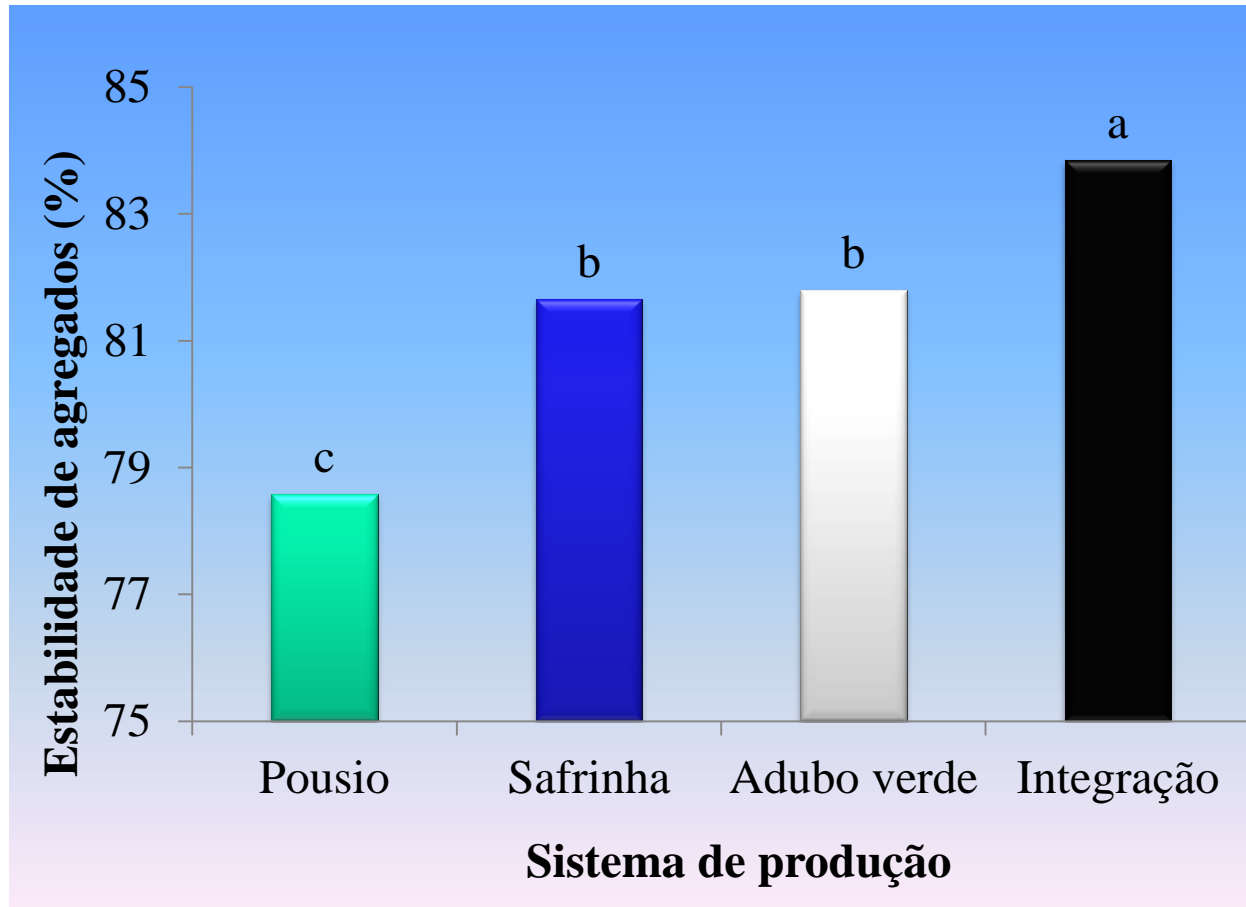 Estabilidade de agregados (%)
85
83
81
79
77
75
c
b
b
a
Pousio
Safrinha
Adubo verde
Integração
Sistema de produção